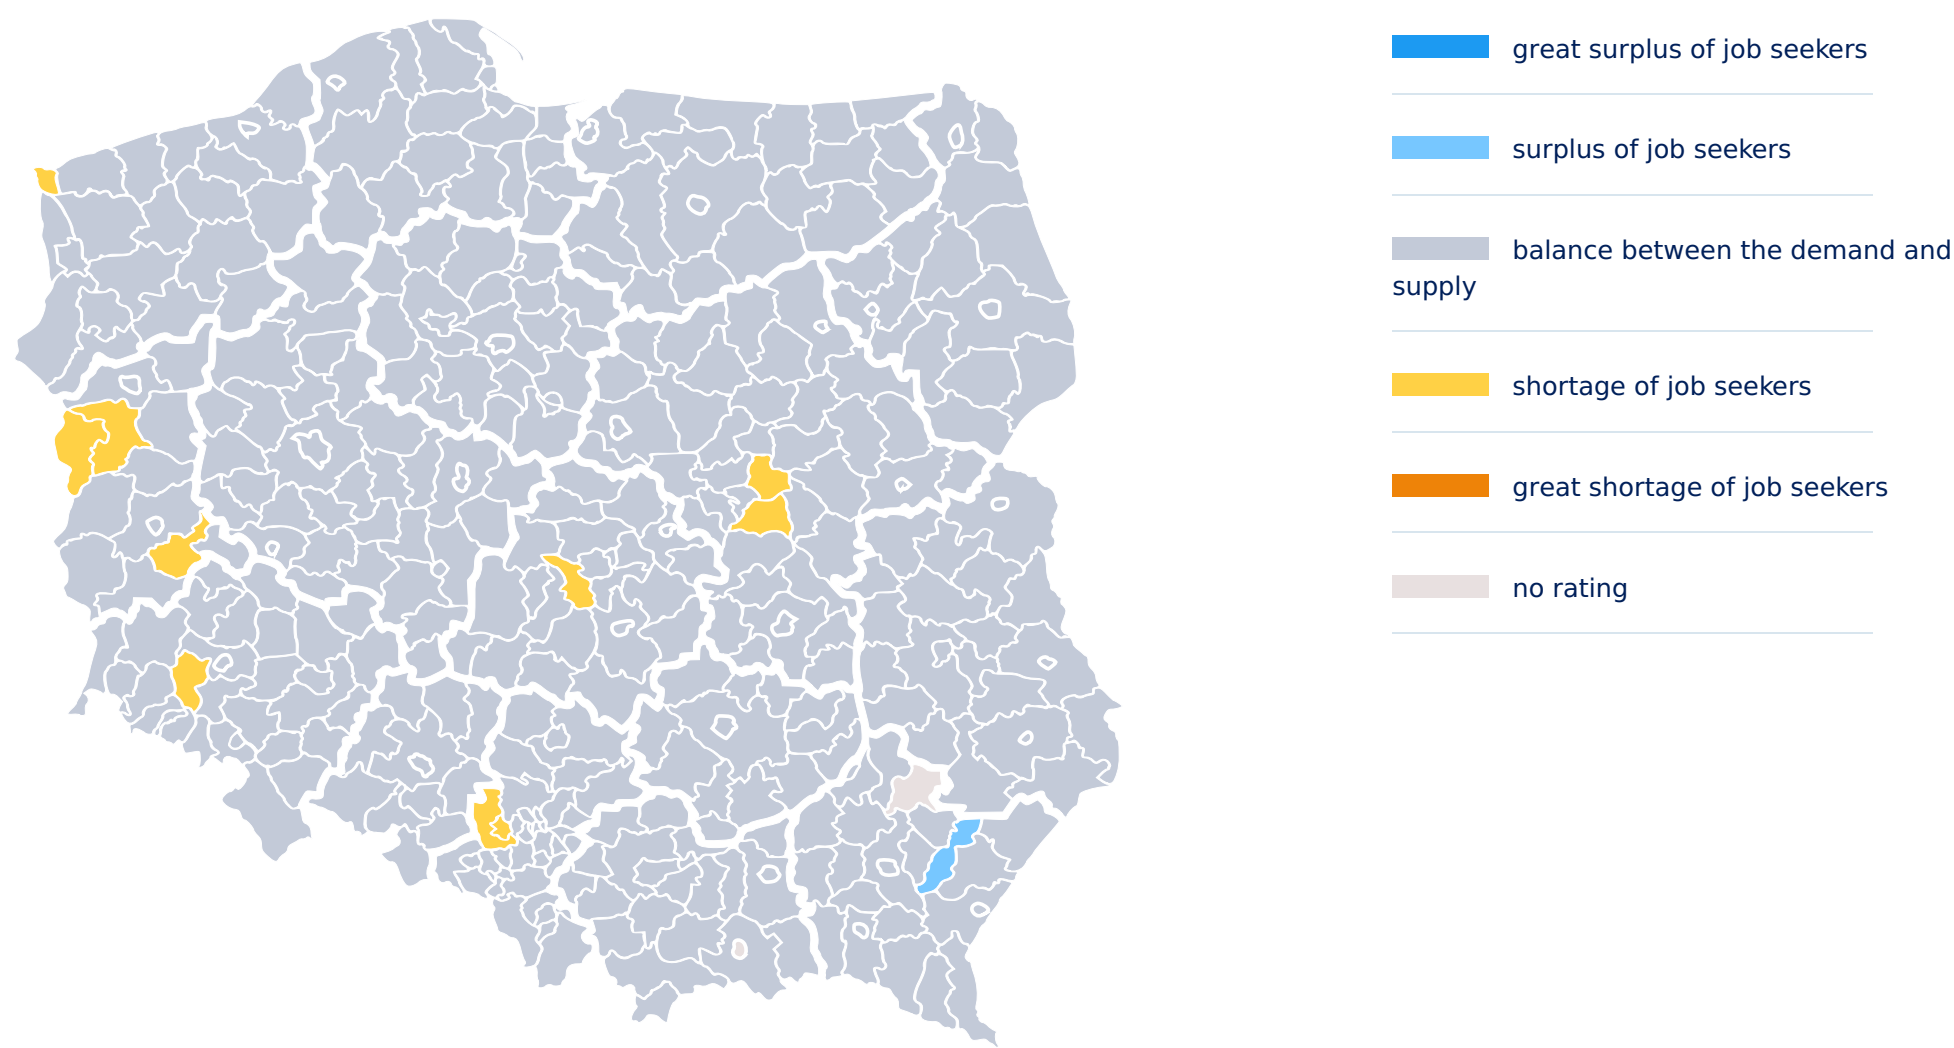 great surplus of job seekers
surplus of job seekers
balance between the demand and
supply
shortage of job seekers
great shortage of job seekers
no rating